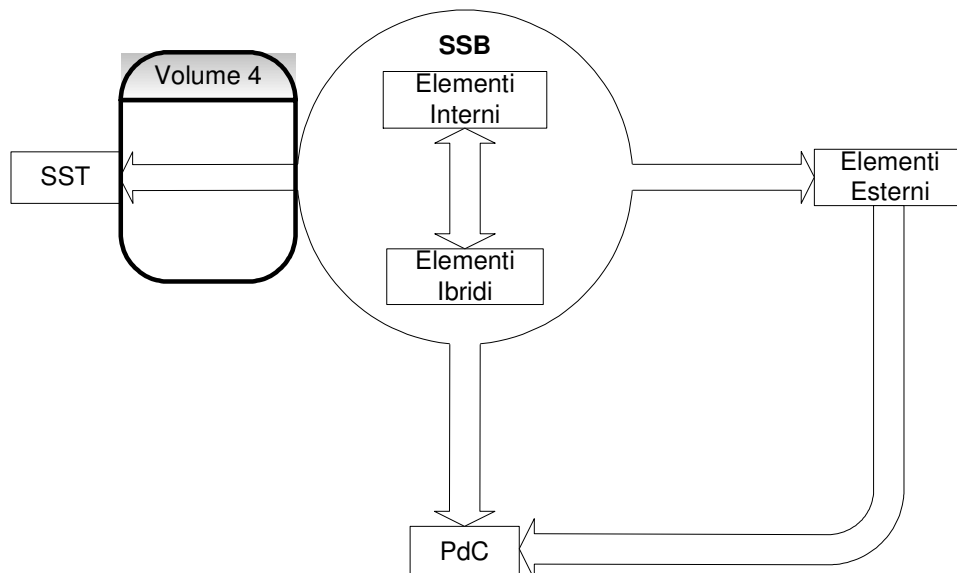 SSB
Volume 4
Elementi
Interni
SST
Elementi
Esterni
Elementi
Ibridi
PdC